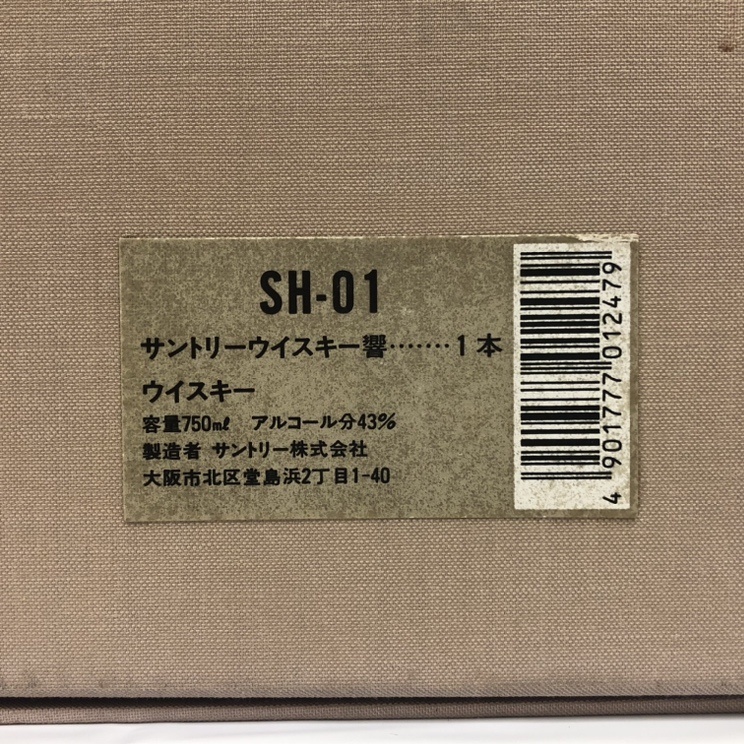 SH-01
サントリーウイスキー響・・・・・・・1本
ウイスキー
容量750mℓ アルコール分43%
製造者 サントリー株式会社
大阪市北区堂島浜2丁目1-40
4 901777 012479